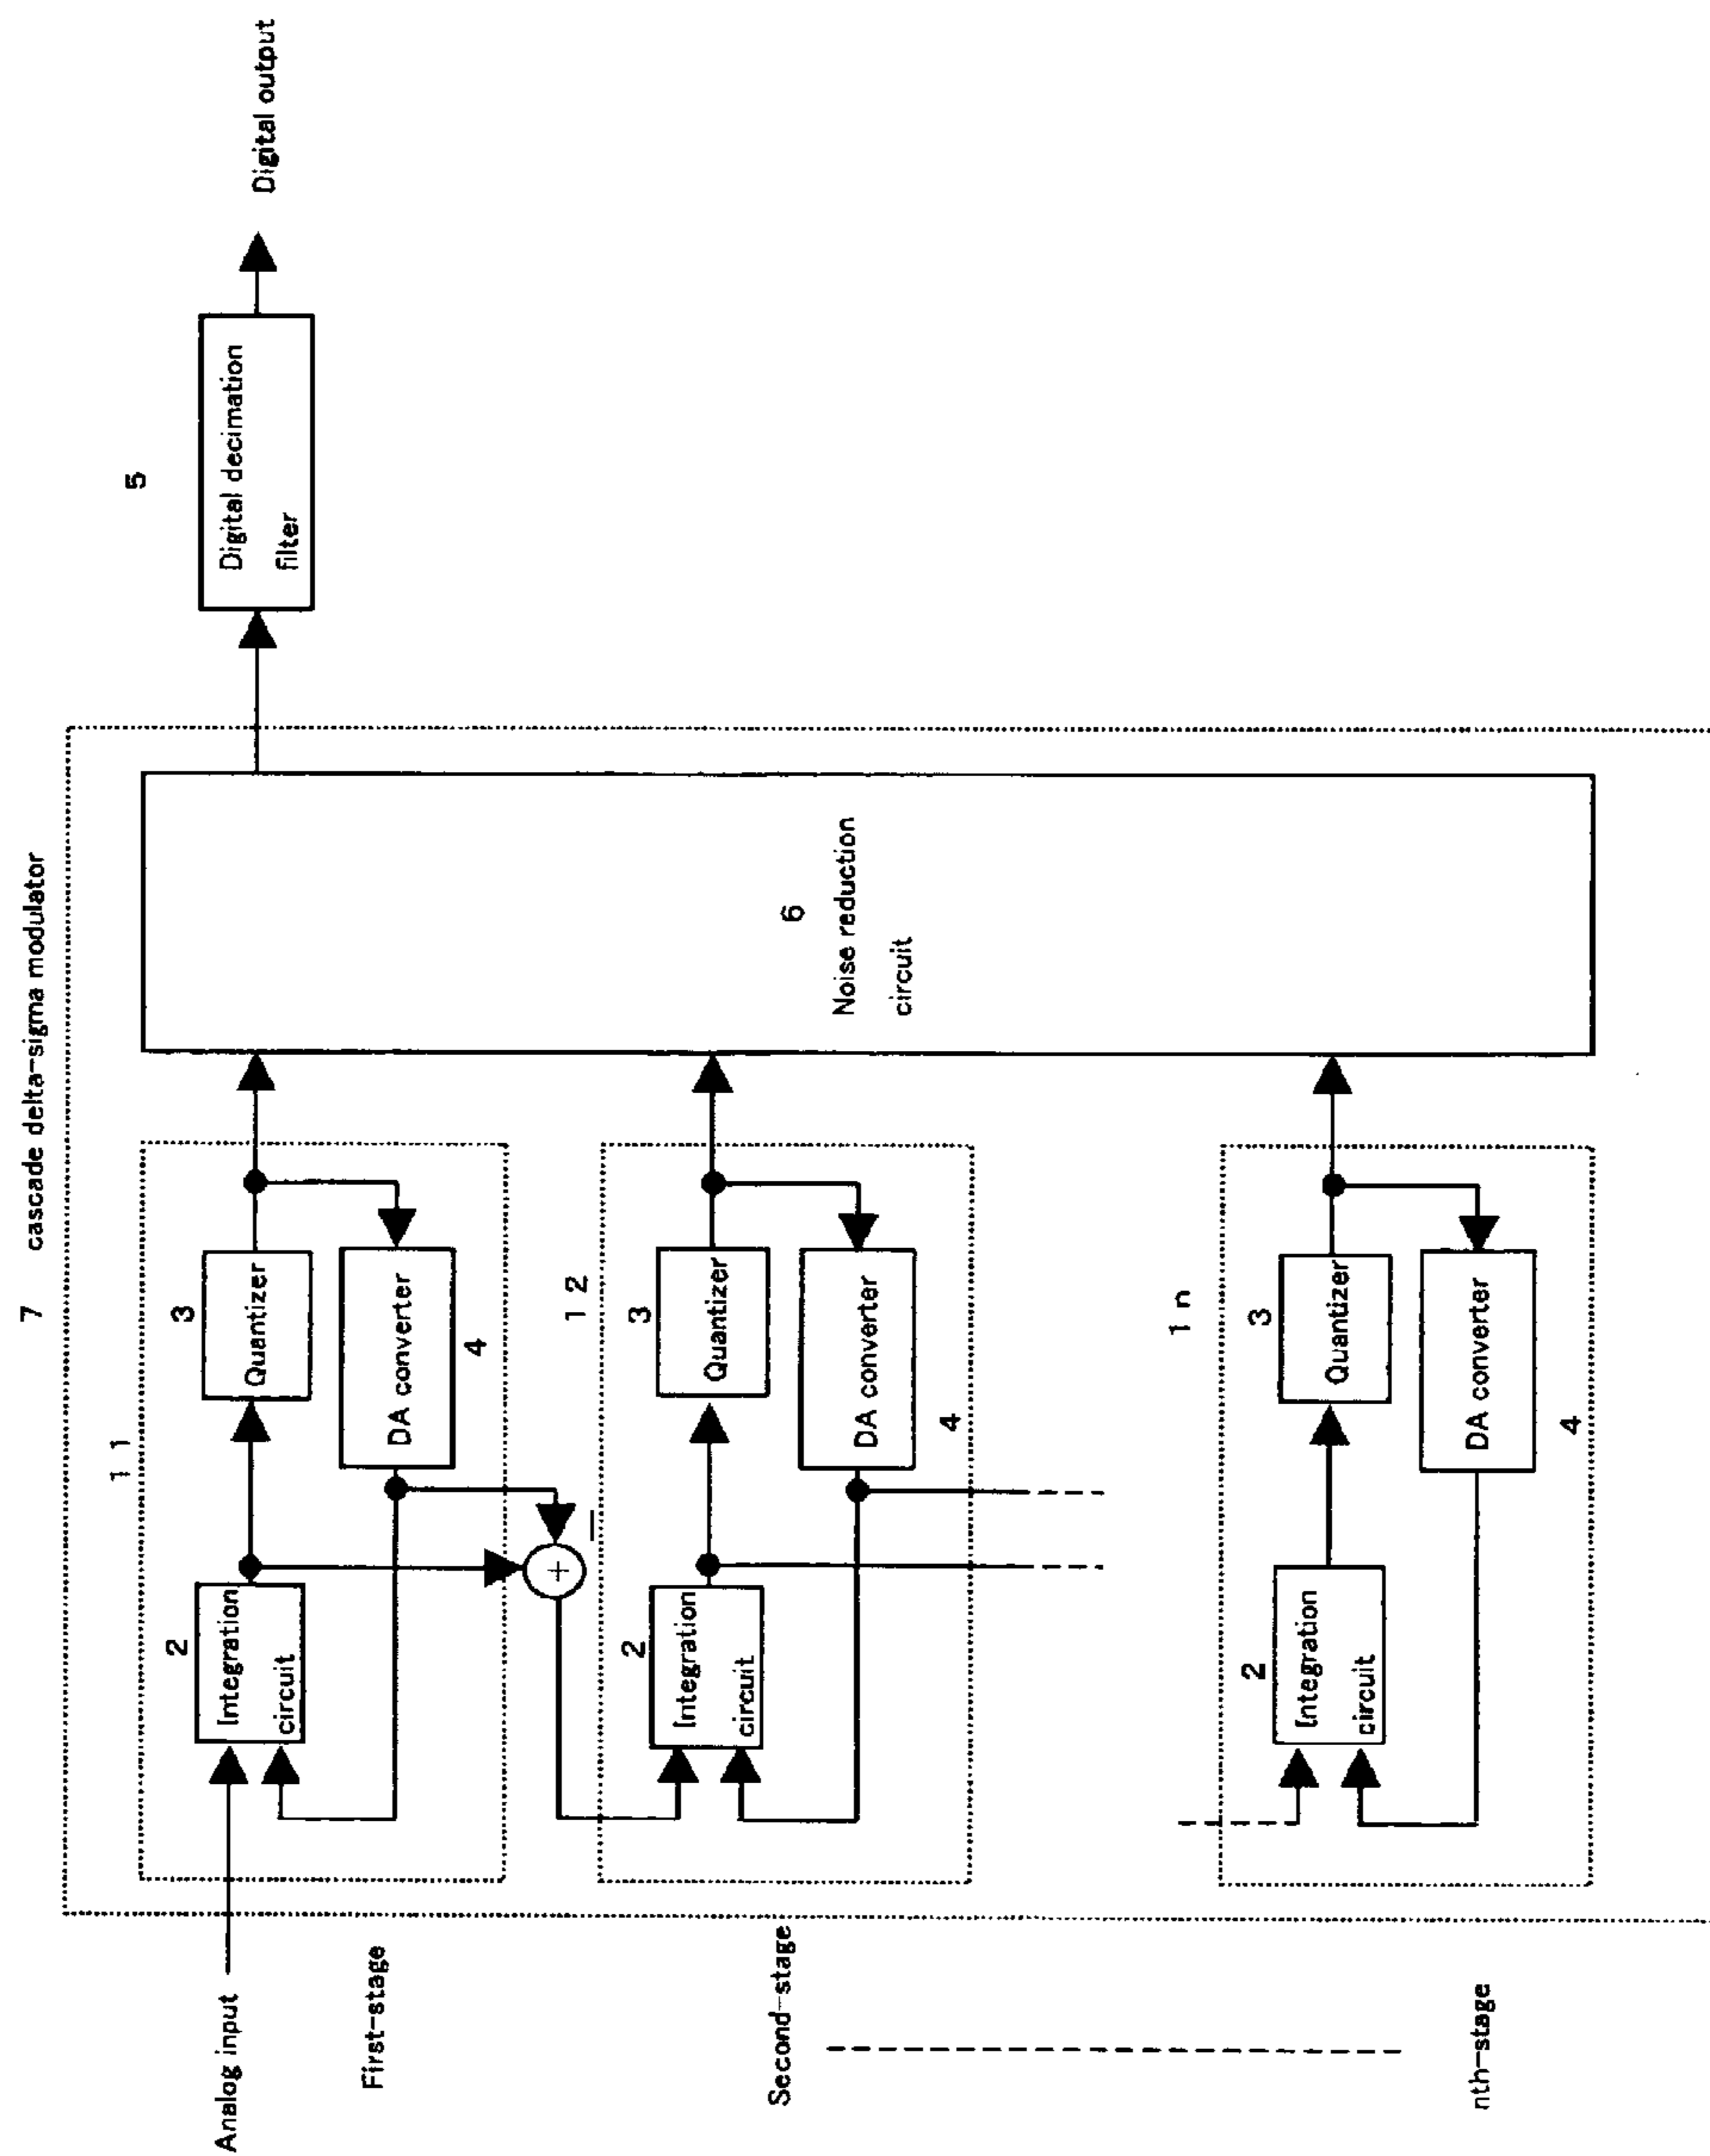 7 cascade delta-sigma modulator
Analog input
First-stage
1 1
2
Integration
circuit
3
Quantizer
DA converter
4
+
−
Second-stage
1 2
2
Integration
circuit
3
Quantizer
DA converter
4
nth-stage
1 n
2
Integration
circuit
3
Quantizer
DA converter
4
6
Noise reduction
circuit
5
Digital decimation
filter
Digital output